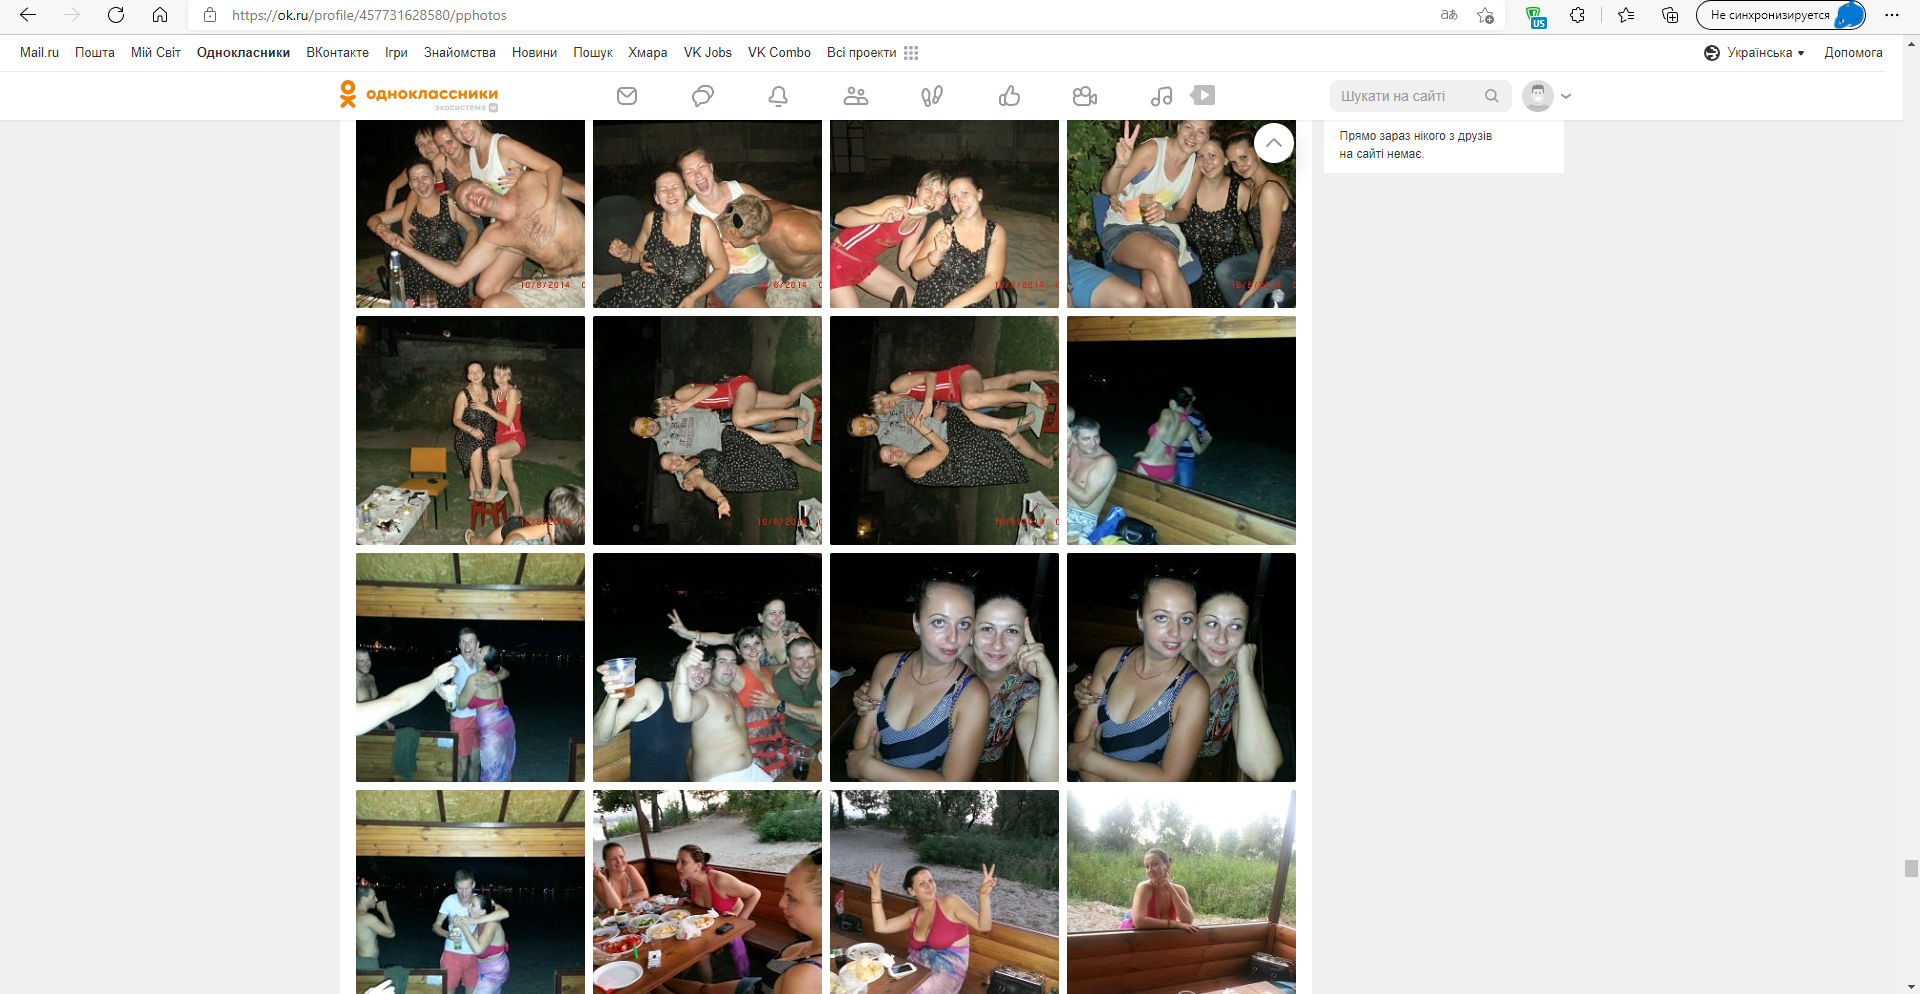 https://ok.ru/profile/457731628580/pphotos
Не синхронизируется
Mail.ru Пошта Мій Світ Однокласники ВКонтакте Ігри Знайомства Новини Пошук Хмара VK Jobs VK Combo Всі проекти
Українська Допомога
одноклассники
экосистема
Шукати на сайті
Прямо зараз нікого з друзів
на сайті немає.
10/8/2014
10/8/2014
10/8/2014
10/8/2014
10/8/2014
10/8/2014
10/8/2014